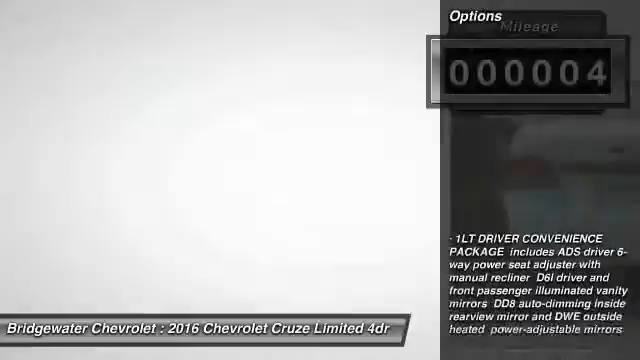 Options
Mileage
000004
· 1LT DRIVER CONVENIENCE
PACKAGE includes ADS driver 6-
way power seat adjuster with
manual recliner D6I driver and
front passenger illuminated vanity
mirrors DD8 auto-dimming inside
rearview mirror and DWE outside
heated power-adjustable mirrors
Bridgewater Chevrolet : 2016 Chevrolet Cruze Limited 4dr